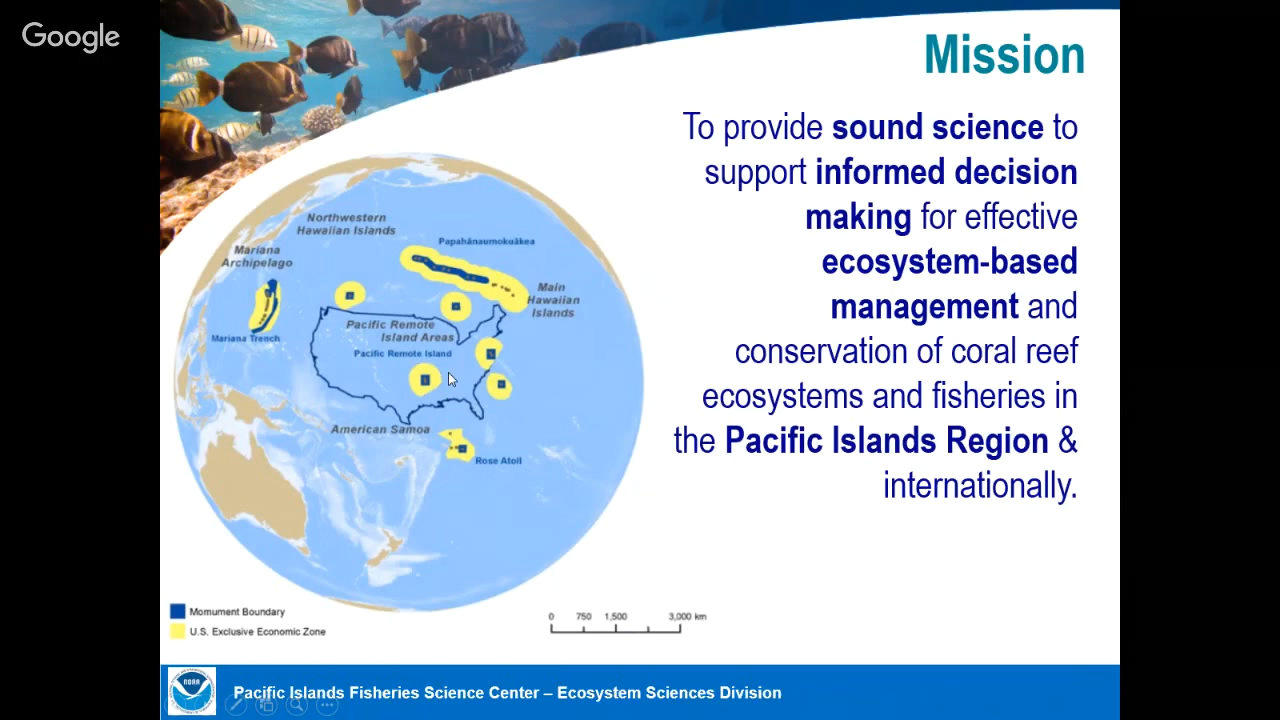 Google
Mission
To provide sound science to
support informed decision
making for effective
ecosystem-based
management and
conservation of coral reef
ecosystems and fisheries in
the Pacific Islands Region &
internationally.
Northwestern
Hawaiian Islands
Mariana
Archipelago
Papahānaumokuākea
Main
Hawaiian
Islands
Mariana Trench
Pacific Remote
Island Areas
Pacific Remote Island
American Samoa
Rose Atoll
Momument Boundary
U.S. Exclusive Economic Zone
0 750 1,500 3,000 km
NOAA
Pacific Islands Fisheries Science Center – Ecosystem Sciences Division